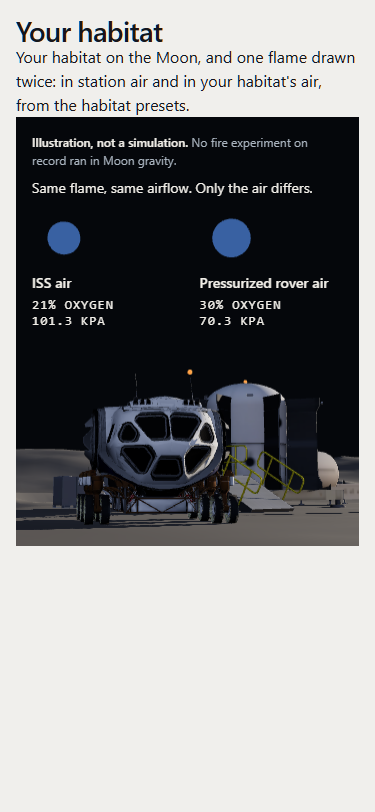 Your habitat
Your habitat on the Moon, and one flame drawn
twice: in station air and in your habitat's air,
from the habitat presets.
Illustration, not a simulation. No fire experiment on
record ran in Moon gravity.
Same flame, same airflow. Only the air differs.
ISS air
21% OXYGEN
101.3 KPA
Pressurized rover air
30% OXYGEN
70.3 KPA